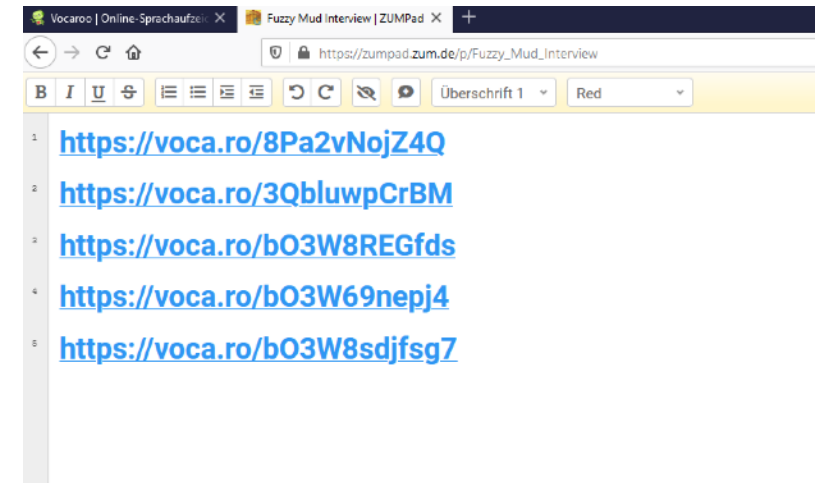 Vocaroo | Online-Sprachaufzeic
Fuzzy Mud Interview | ZUMPad
https://zumpad.zum.de/p/Fuzzy_Mud_Interview
B I U S
Überschrift 1
Red
1 https://voca.ro/8Pa2vNojZ4Q
2 https://voca.ro/3QbluwpCrBM
3 https://voca.ro/bO3W8REGfds
4 https://voca.ro/bO3W69nepj4
5 https://voca.ro/bO3W8sdjfsg7